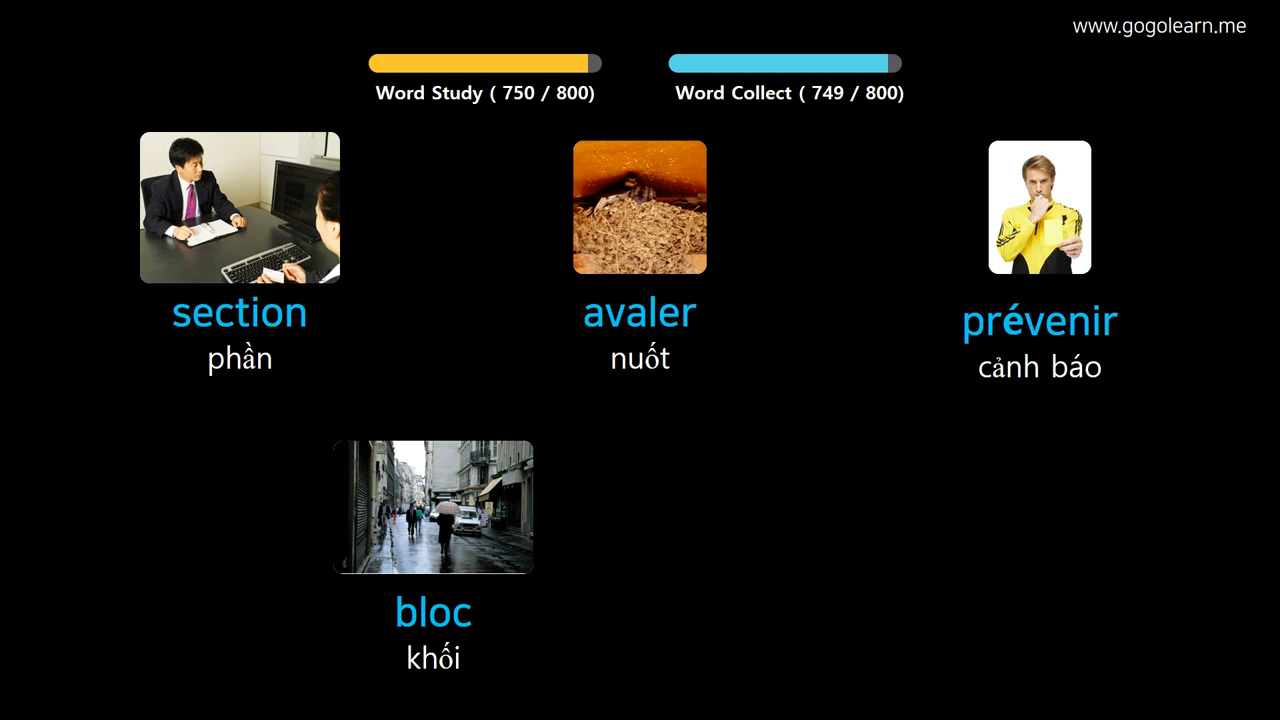 www.gogolearn.me
Word Study ( 750 / 800)
Word Collect ( 749 / 800)
section
phần
avaler
nuốt
prévenir
cảnh báo
bloc
khối